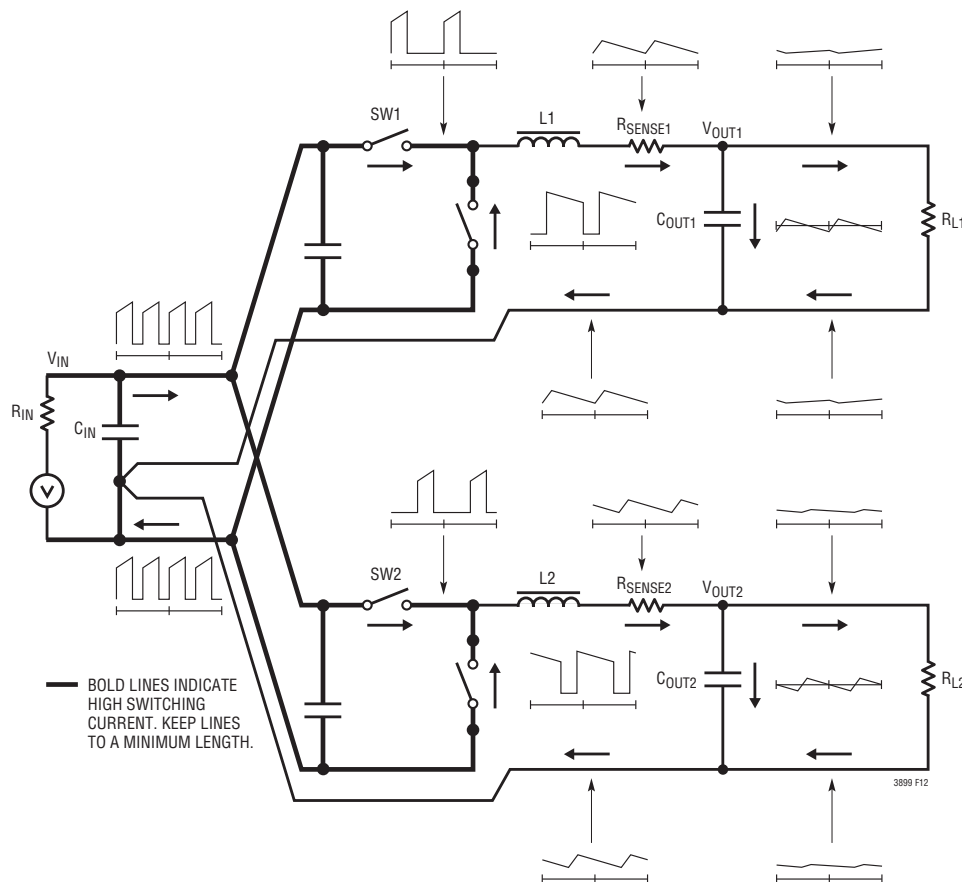 SW1
L1
RSENSE1
VOUT1
COUT1
RL1
VIN
RIN
CIN
V
SW2
L2
RSENSE2
VOUT2
COUT2
RL2
BOLD LINES INDICATE
HIGH SWITCHING
CURRENT. KEEP LINES
TO A MINIMUM LENGTH.
3899 F12